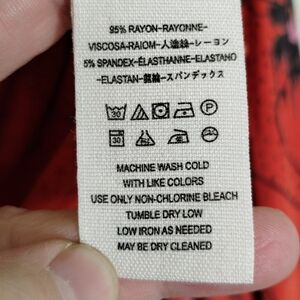 95% RAYON-RAYONNE-
VISCOSA-RAIOM-人造絲-レーヨン
5% SPANDEX-ÉLASTHANNE-ELASTANO
-ELASTAN-氨綸-スパンデックス
30
P
30
MACHINE WASH COLD
WITH LIKE COLORS
USE ONLY NON-CHLORINE BLEACH
TUMBLE DRY LOW
LOW IRON AS NEEDED
MAY BE DRY CLEANED